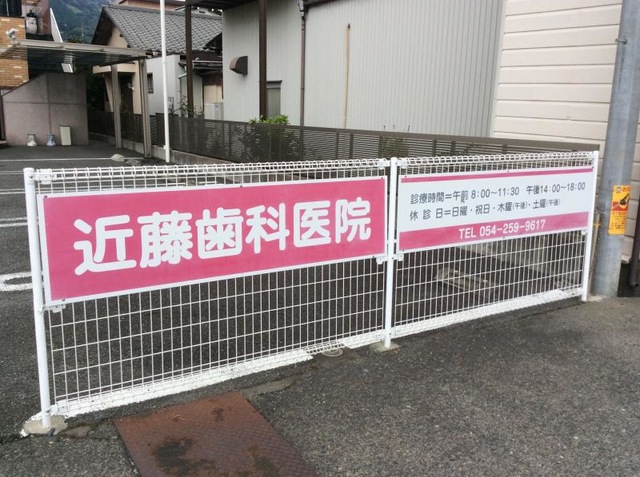 近藤歯科医院
診療時間＝午前 8:00～11:30 午後14:00～18:00
休診日＝日曜・祝日・木曜(午後)・土曜(午後)
TEL 054-259-9617